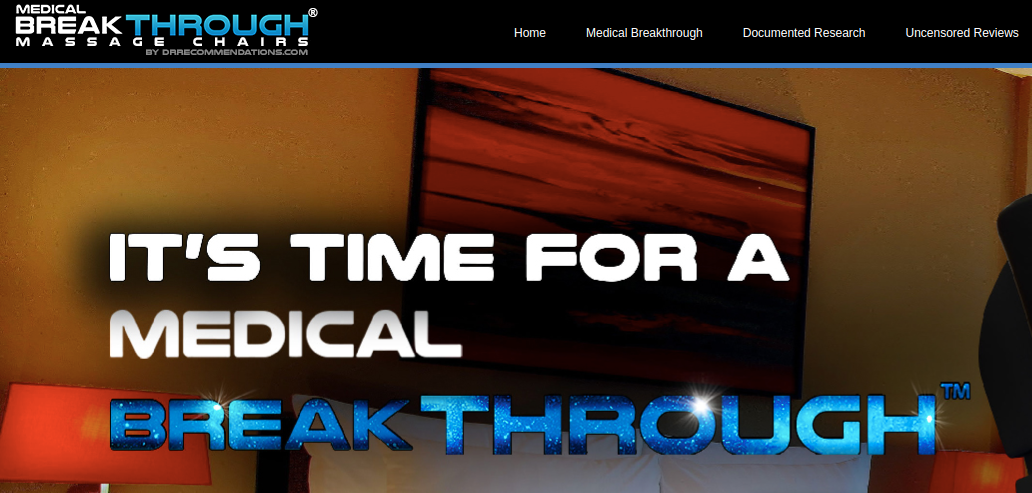 MEDICAL
BREAKTHROUGH®
MASSAGE CHAIRS
BY DRRECOMMENDATIONS.COM
Home Medical Breakthrough Documented Research Uncensored Reviews
IT'S TIME FOR A
MEDICAL
BREAKTHROUGH™